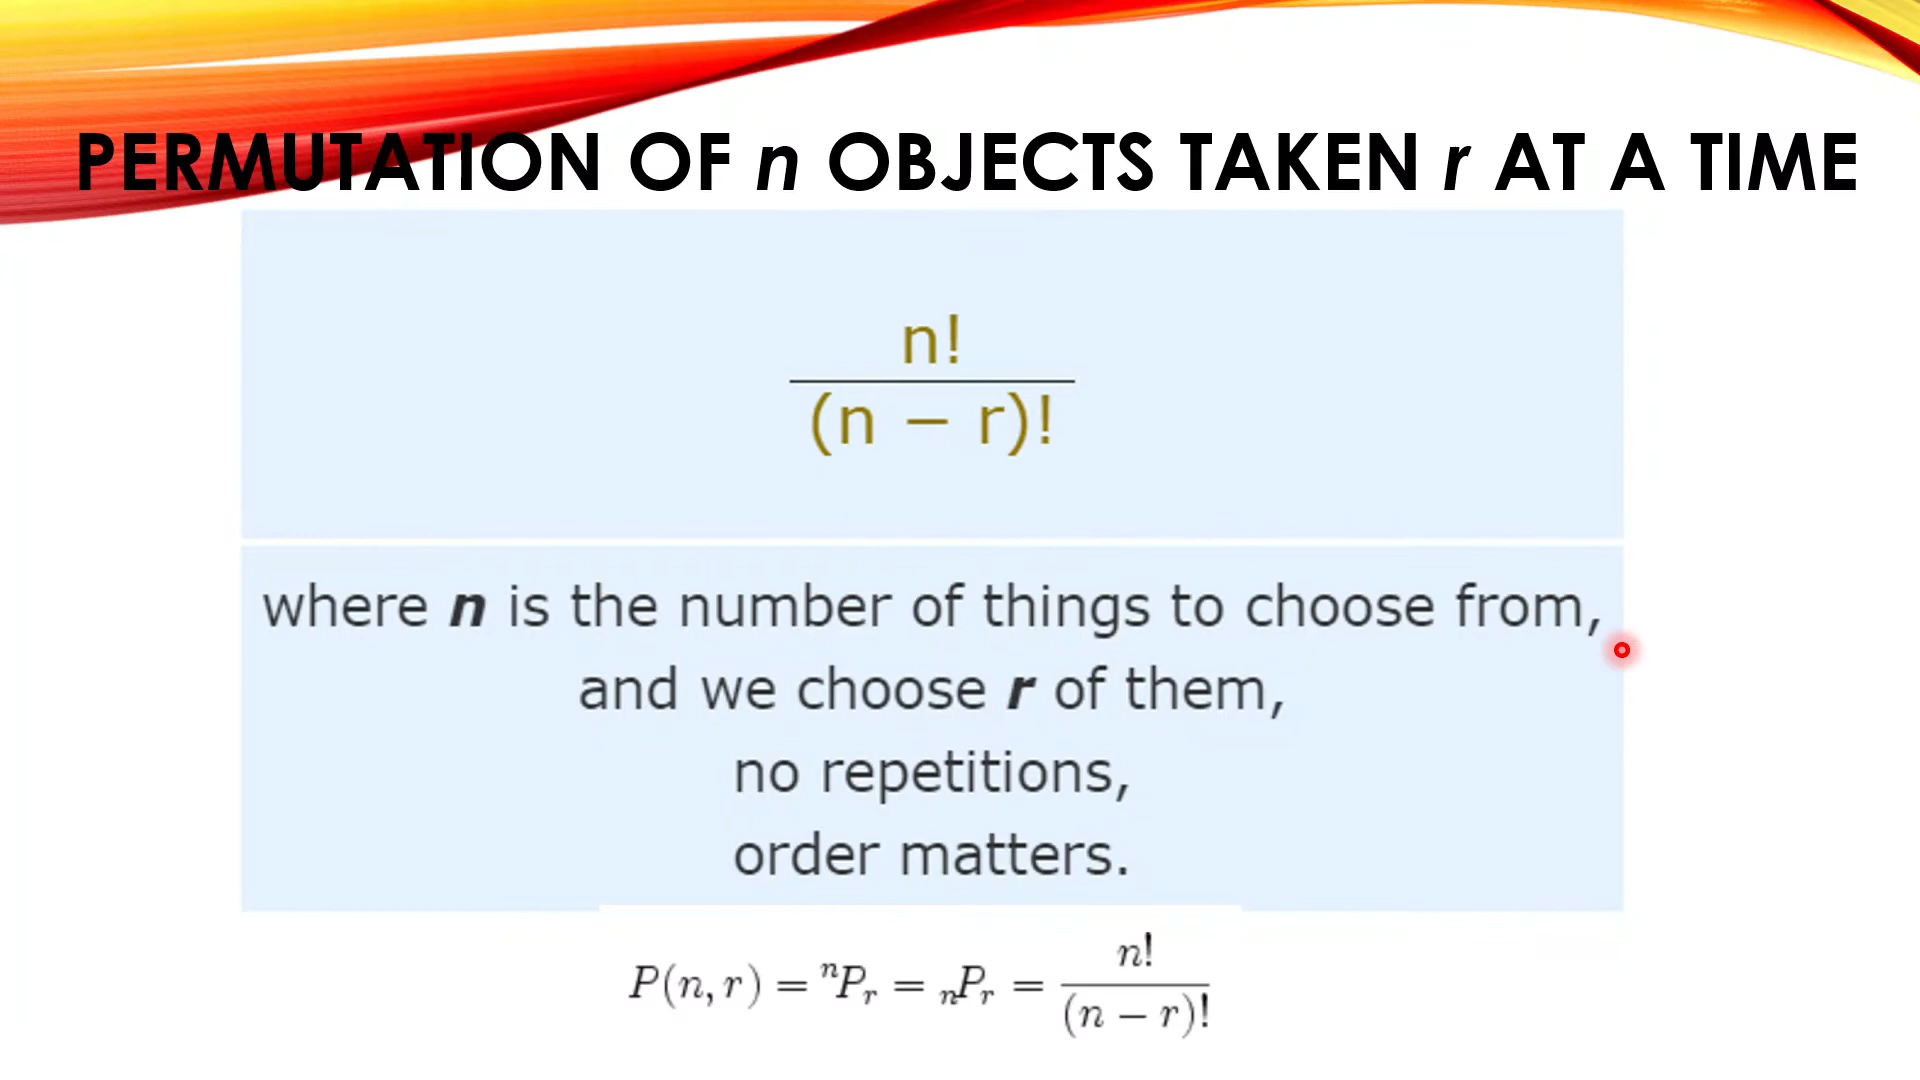 PERMUTATION OF n OBJECTS TAKEN r AT A TIME
n!
(n − r)!
where n is the number of things to choose from,
and we choose r of them,
no repetitions,
order matters.
P(n, r) = ⁿPᵣ = ₙPᵣ = n! / (n − r)!